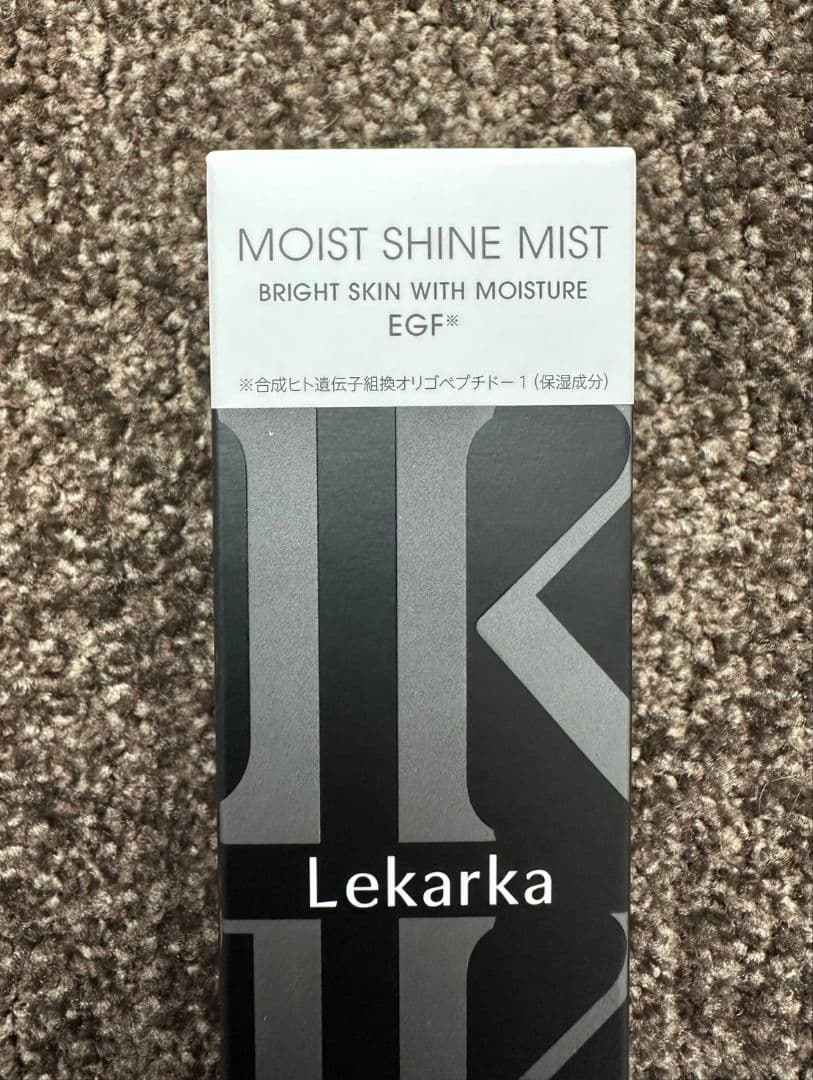 MOIST SHINE MIST
BRIGHT SKIN WITH MOISTURE
EGF※
※合成ヒト遺伝子組換オリゴペプチドー1(保湿成分)
Lekarka